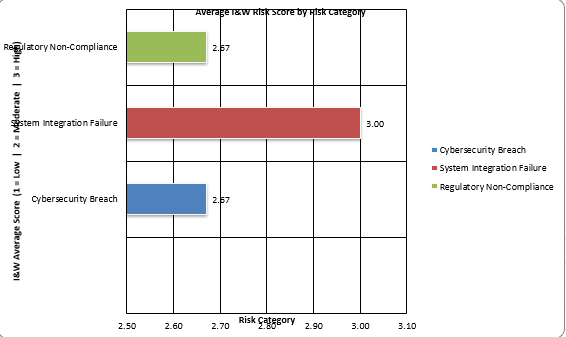 Average I&W Risk Score by Risk Category
I&W Average Score (1 = Low | 2 = Moderate | 3 = High)
Regulatory Non-Compliance
2.67
System Integration Failure
3.00
Cybersecurity Breach
2.67
Cybersecurity Breach
System Integration Failure
Regulatory Non-Compliance
Risk Category
2.50 2.60 2.70 2.80 2.90 3.00 3.10